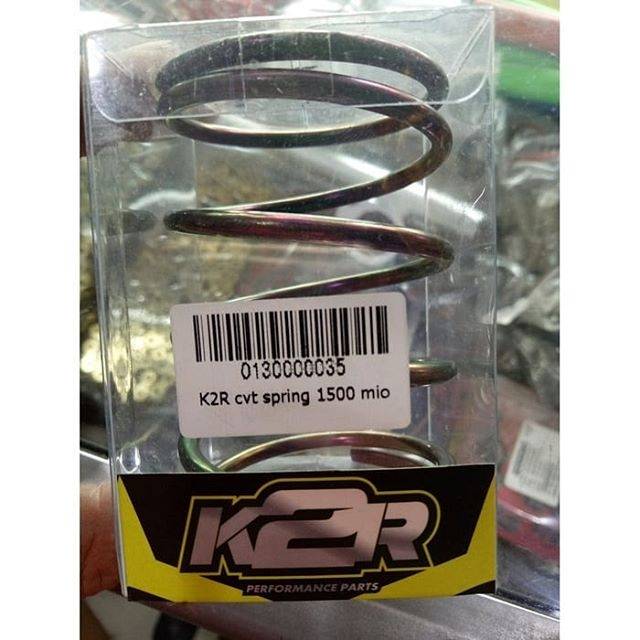 0130000035
K2R cvt spring 1500 mio
K2R
PERFORMANCE PARTS